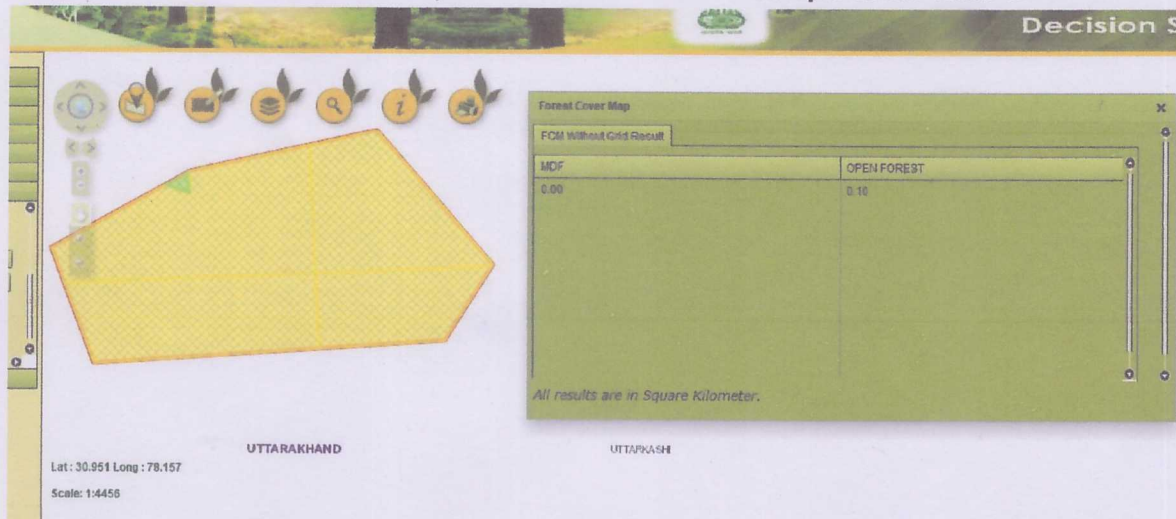 Decision S
Forest Cover Map
x
FCM Without Grid Result
MDF
OPEN FOREST
0.00
0.10
All results are in Square Kilometer.
UTTARAKHAND
UTTARKASHI
Lat : 30.951 Long : 78.157
Scale: 1:4456